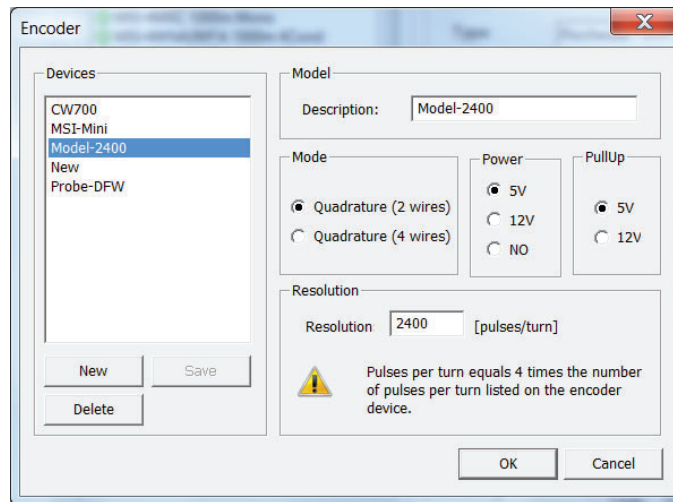 Encoder
Devices
CW700
MSI-Mini
Model-2400
New
Probe-DFW
New
Save
Delete
Model
Description:
Model-2400
Mode
Quadrature (2 wires)
Quadrature (4 wires)
Power
5V
12V
NO
PullUp
5V
12V
Resolution
Resolution 2400 [pulses/turn]
Pulses per turn equals 4 times the number
of pulses per turn listed on the encoder
device.
OK
Cancel